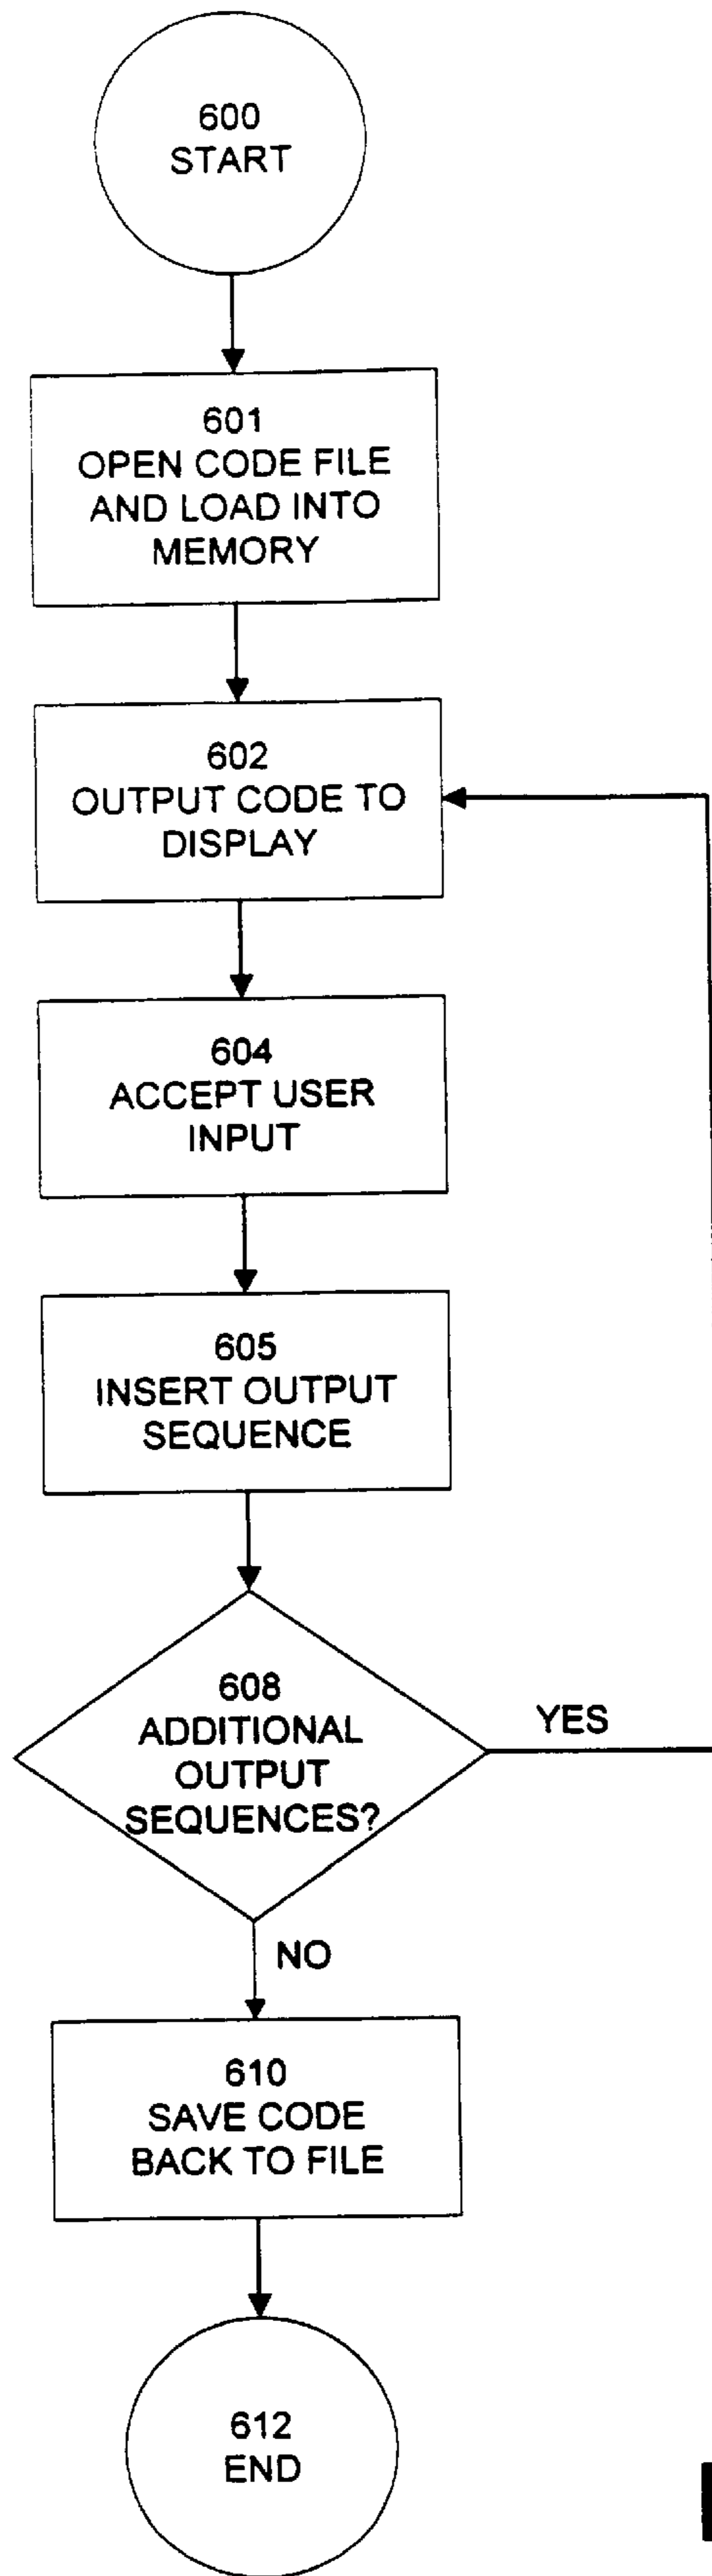 600
START
601
OPEN CODE FILE
AND LOAD INTO
MEMORY
602
OUTPUT CODE TO
DISPLAY
604
ACCEPT USER
INPUT
605
INSERT OUTPUT
SEQUENCE
608
ADDITIONAL
OUTPUT
SEQUENCES?
YES
NO
610
SAVE CODE
BACK TO FILE
612
END